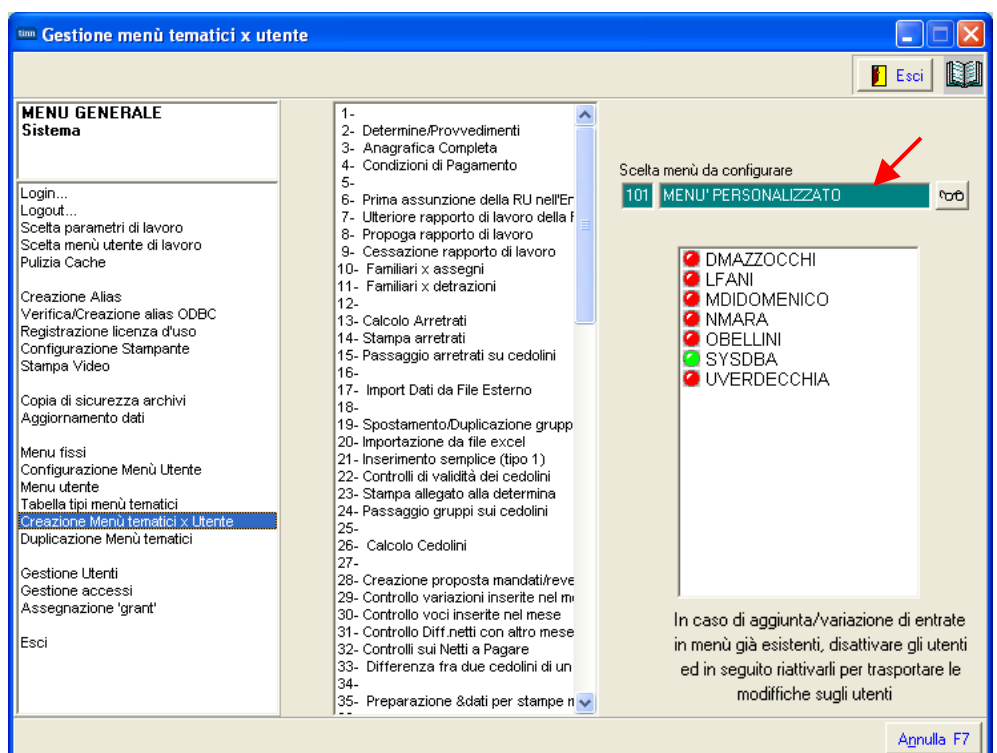 tinn Gestione menù tematici x utente
Esci
MENU GENERALE
Sistema
Login...
Logout...
Scelta parametri di lavoro
Scelta menù utente di lavoro
Pulizia Cache
Creazione Alias
Verifica/Creazione alias ODBC
Registrazione licenza d'uso
Configurazione Stampante
Stampa Video
Copia di sicurezza archivi
Aggiornamento dati
Menu fissi
Configurazione Menù Utente
Menu utente
Tabella tipi menù tematici
Creazione Menù tematici x Utente
Duplicazione Menù tematici
Gestione Utenti
Gestione accessi
Assegnazione 'grant'
Esci
1-
2- Determine/Provvedimenti
3- Anagrafica Completa
4- Condizioni di Pagamento
5-
6- Prima assunzione della RU nell'Er
7- Ulteriore rapporto di lavoro della F
8- Propoga rapporto di lavoro
9- Cessazione rapporto di lavoro
10- Familiari x assegni
11- Familiari x detrazioni
12-
13- Calcolo Arretrati
14- Stampa arretrati
15- Passaggio arretrati su cedolini
16-
17- Import Dati da File Esterno
18-
19- Spostamento/Duplicazione grupp
20- Importazione da file excel
21- Inserimento semplice (tipo 1)
22- Controlli di validità dei cedolini
23- Stampa allegato alla determina
24- Passaggio gruppi sui cedolini
25-
26- Calcolo Cedolini
27-
28- Creazione proposta mandati/reve
29- Controllo variazioni inserite nel m
30- Controllo voci inserite nel mese
31- Controllo Diff.netti con altro mese
32- Controlli sui Netti a Pagare
33- Differenza fra due cedolini di un
34-
35- Preparazione &dati per stampe n
Scelta menù da configurare
101 MENU' PERSONALIZZATO
DMAZZOCCHI
LFANI
MDIDOMENICO
NMARA
OBELLINI
SYSDBA
UVERDECCHIA
In caso di aggiunta/variazione di entrate
in menù già esistenti, disattivare gli utenti
ed in seguito riattivarli per trasportare le
modiffiche sugli utenti
Annulla F7